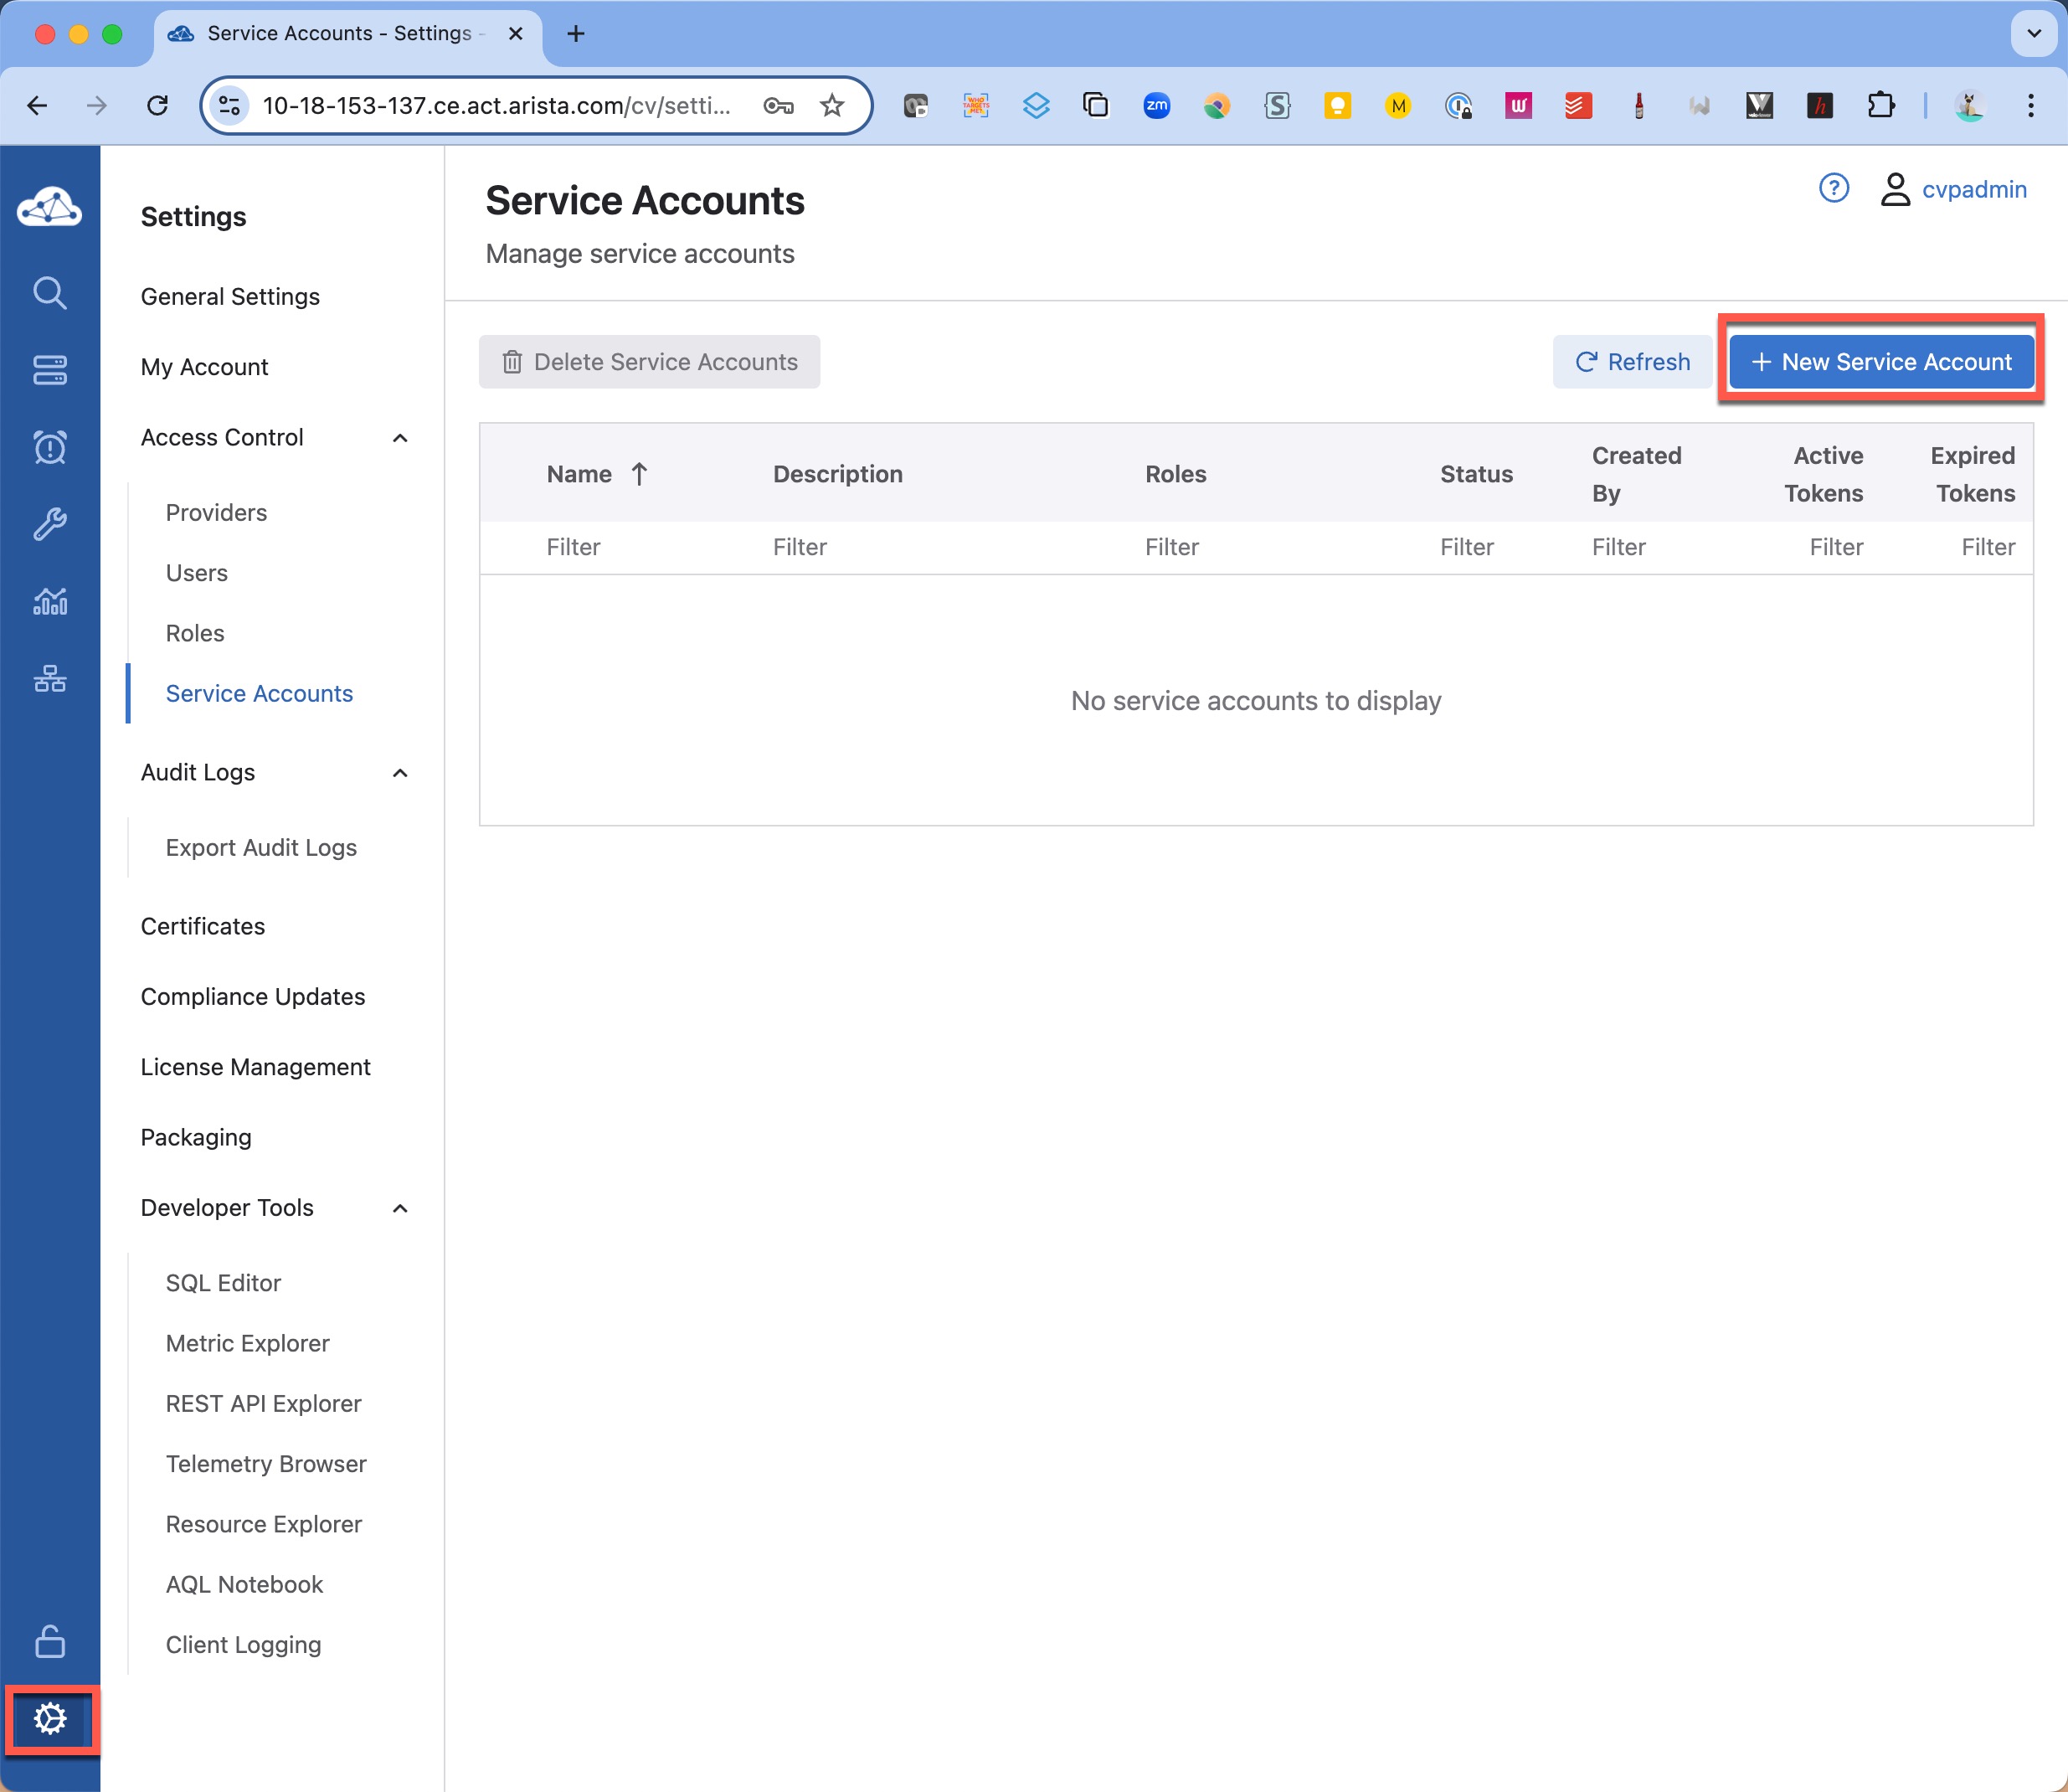 Service Accounts - Settings -
10-18-153-137.ce.act.arista.com/cv/setti...
WHO
TARGETS
ME?
zm
S
M
W
h
Settings
General Settings
My Account
Access Control
Providers
Users
Roles
Service Accounts
Audit Logs
Export Audit Logs
Certificates
Compliance Updates
License Management
Packaging
Developer Tools
SQL Editor
Metric Explorer
REST API Explorer
Telemetry Browser
Resource Explorer
AQL Notebook
Client Logging
Service Accounts
Manage service accounts
? cvpadmin
Delete Service Accounts
Refresh
+ New Service Account
Name ↑ Description Roles Status Created By Active Tokens Expired Tokens
Filter Filter Filter Filter Filter Filter Filter
No service accounts to display